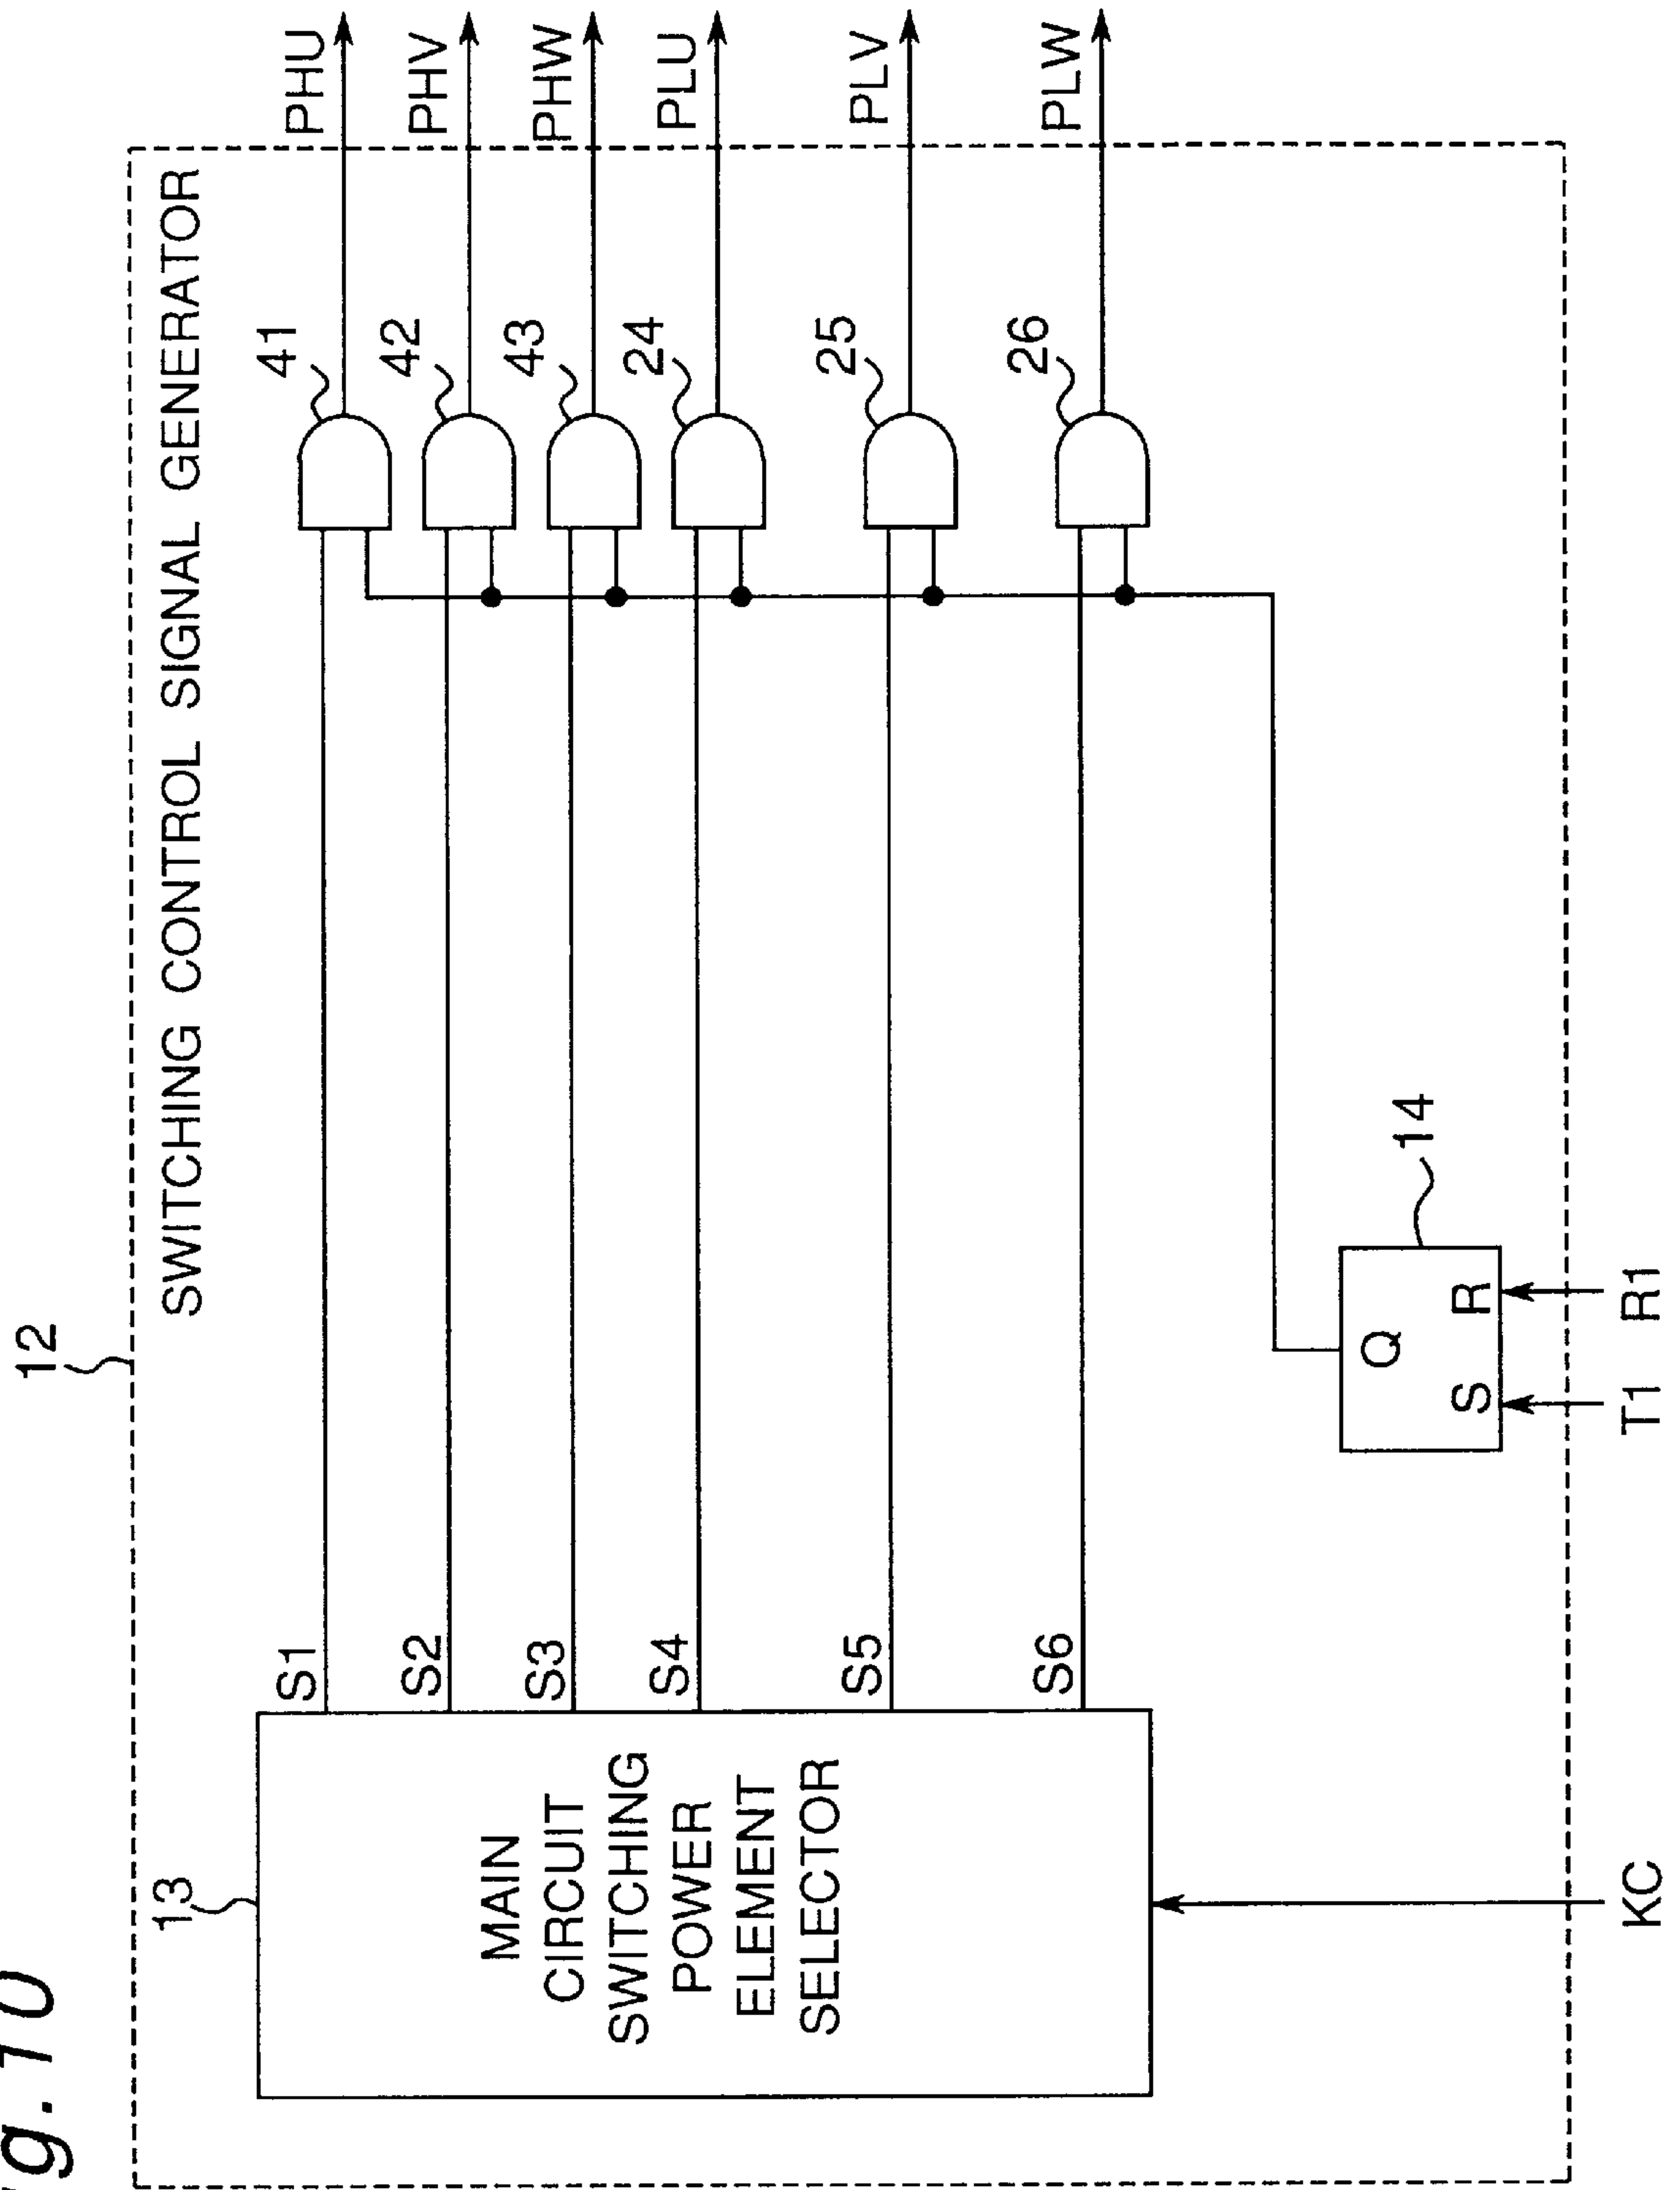 g. 10
12
SWITCHING CONTROL SIGNAL GENERATOR
13
MAIN
CIRCUIT
SWITCHING
POWER
ELEMENT
SELECTOR
S1
S2
S3
S4
S5
S6
41
42
43
24
25
26
PHU
PHV
PHW
PLU
PLV
PLW
14
Q
S
R
KC
T1
R1